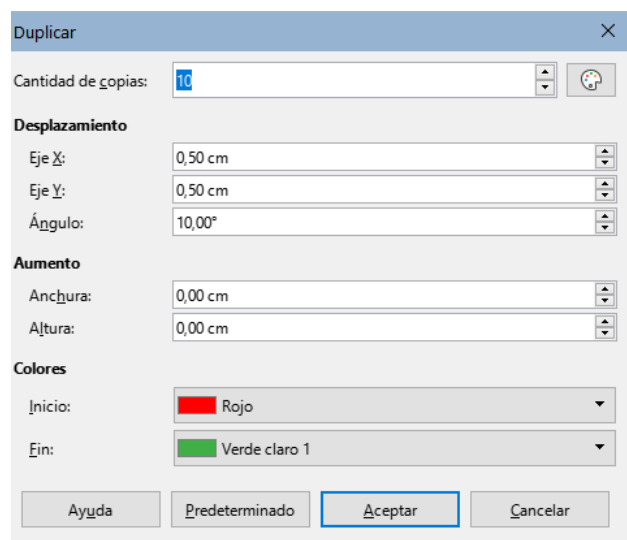 Duplicar
Cantidad de copias: 10
Desplazamiento
Eje X: 0,50 cm
Eje Y: 0,50 cm
Ángulo: 10,00°
Aumento
Anchura: 0,00 cm
Altura: 0,00 cm
Colores
Inicio: Rojo
Fin: Verde claro 1
Ayuda Predeterminado Aceptar Cancelar